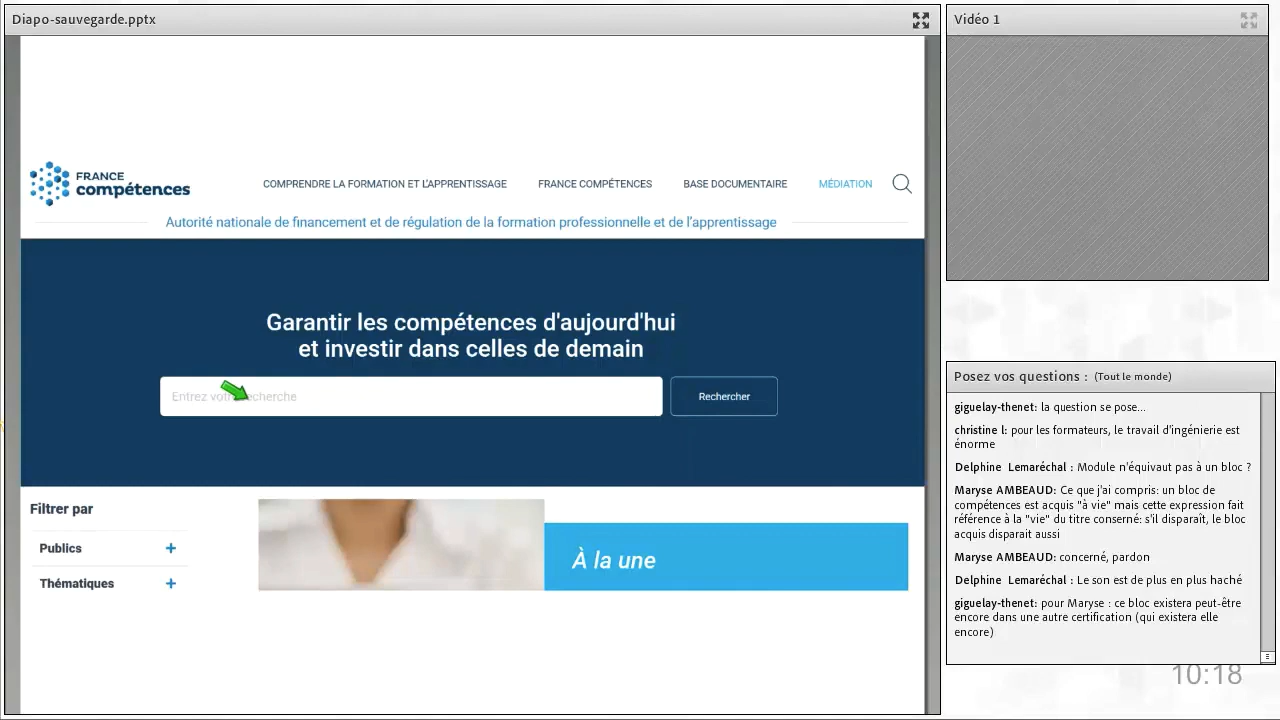 Diapo-sauvegarde.pptx
FRANCE
compétences
COMPRENDRE LA FORMATION ET L'APPRENTISSAGE
FRANCE COMPÉTENCES
BASE DOCUMENTAIRE
MÉDIATION
Autorité nationale de financement et de régulation de la formation professionnelle et de l'apprentissage
Garantir les compétences d'aujourd'hui
et investir dans celles de demain
Entrez votre recherche
Rechercher
Filtrer par
Publics +
Thématiques +
À la une
Vidéo 1
Posez vos questions : (Tout le monde)
giguelay-thenet: la question se pose...
christine l: pour les formateurs, le travail d'ingénierie est
énorme
Delphine Lemaréchal : Module n'équivaut pas à un bloc ?
Maryse AMBEAUD: Ce que j'ai compris: un bloc de
compétences est acquis "à vie" mais cette expression fait
référence à la "vie" du titre conserné: s'il disparaît, le bloc
acquis disparait aussi
Maryse AMBEAUD: concerné, pardon
Delphine Lemaréchal : Le son est de plus en plus haché
giguelay-thenet: pour Maryse : ce bloc existera peut-être
encore dans une autre certification (qui existera elle
encore)
10:18